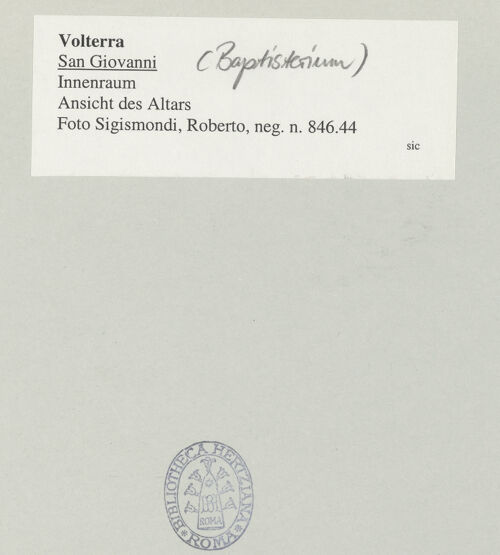 Volterra
San Giovanni (Baptisterium)
Innenraum
Ansicht des Altars
Foto Sigismondi, Roberto, neg. n. 846.44
sic
BIBLIOTHECA HERTZIANA * ROMA *
ROMA